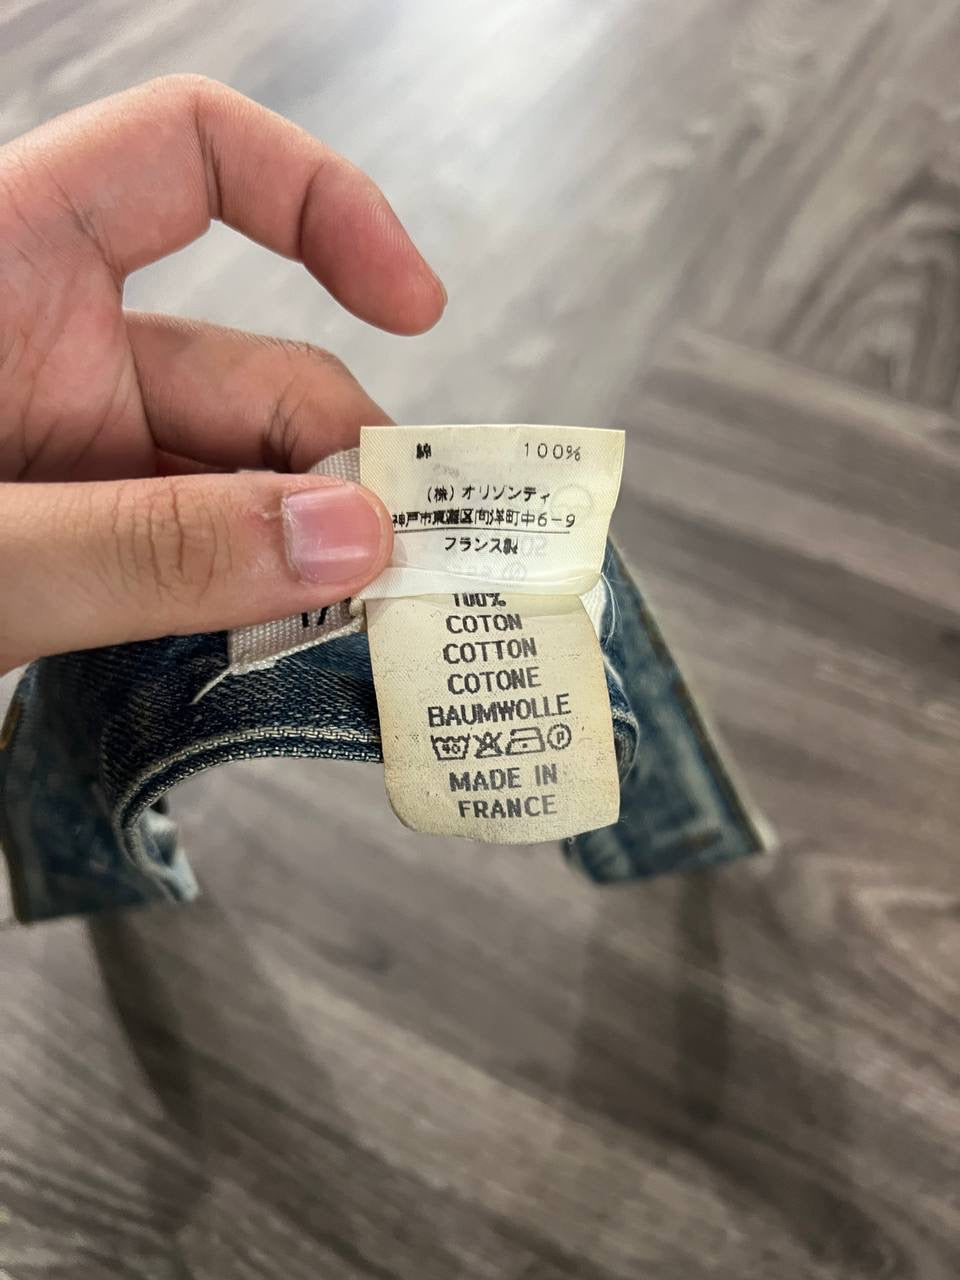 綿 100%
(株)オリゾンティ
神戸市東灘区向洋町中6-9
フランス製
100%
COTON
COTTON
COTONE
BAUMWOLLE
40 P
MADE IN
FRANCE